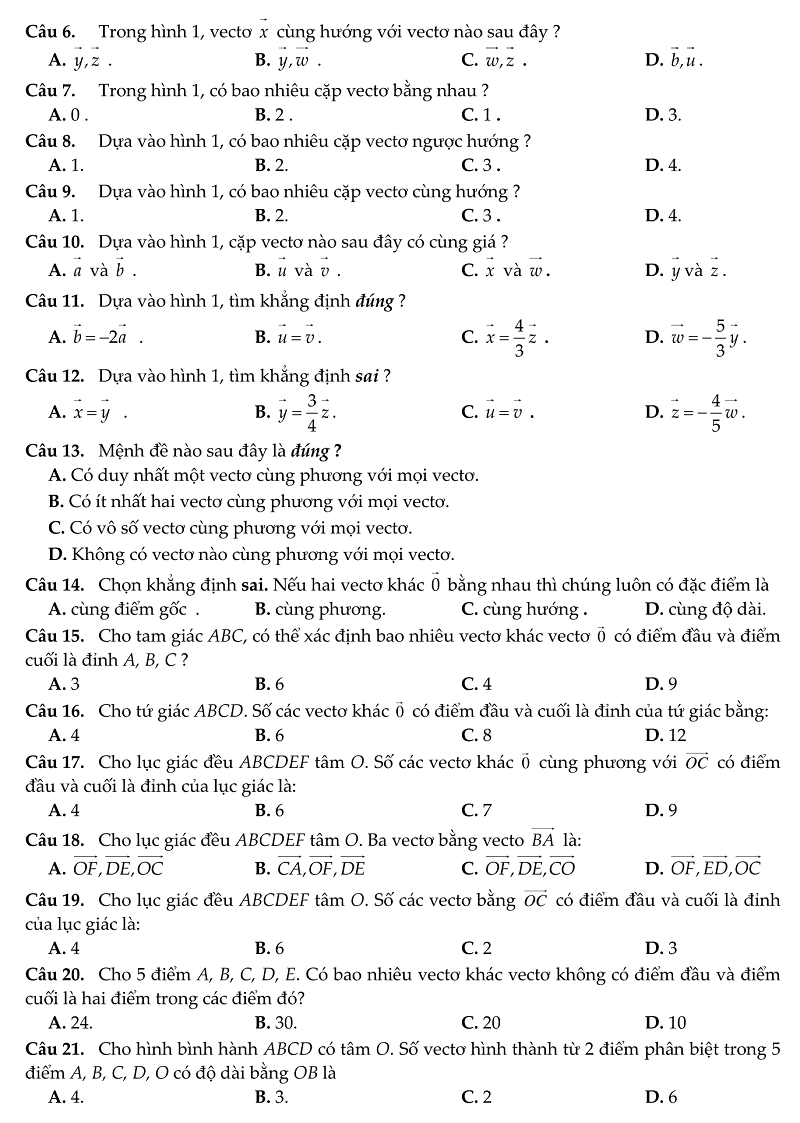 Câu 6. Trong hình 1, vectơ $\vec{x}$ cùng hướng với vectơ nào sau đây ?
A. $\vec{y},\vec{z}$ . B. $\vec{y},\vec{w}$ . C. $\vec{w},\vec{z}$ . D. $\vec{b},\vec{u}$ .
Câu 7. Trong hình 1, có bao nhiêu cặp vectơ bằng nhau ?
A. 0 . B. 2 . C. 1 . D. 3.
Câu 8. Dựa vào hình 1, có bao nhiêu cặp vectơ ngược hướng ?
A. 1. B. 2. C. 3 . D. 4.
Câu 9. Dựa vào hình 1, có bao nhiêu cặp vectơ cùng hướng ?
A. 1. B. 2. C. 3 . D. 4.
Câu 10. Dựa vào hình 1, cặp vectơ nào sau đây có cùng giá ?
A. $\vec{a}$ và $\vec{b}$ . B. $\vec{u}$ và $\vec{v}$ . C. $\vec{x}$ và $\vec{w}$ . D. $\vec{y}$ và $\vec{z}$ .
Câu 11. Dựa vào hình 1, tìm khẳng định đúng ?
A. $\vec{b}=-2\vec{a}$ . B. $\vec{u}=\vec{v}$ . C. $\vec{x}=\frac{4}{3}\vec{z}$ . D. $\vec{w}=-\frac{5}{3}\vec{y}$ .
Câu 12. Dựa vào hình 1, tìm khẳng định sai ?
A. $\vec{x}=\vec{y}$ . B. $\vec{y}=\frac{3}{4}\vec{z}$ . C. $\vec{u}=\vec{v}$ . D. $\vec{z}=-\frac{4}{5}\vec{w}$ .
Câu 13. Mệnh đề nào sau đây là đúng ?
A. Có duy nhất một vectơ cùng phương với mọi vectơ.
B. Có ít nhất hai vectơ cùng phương với mọi vectơ.
C. Có vô số vectơ cùng phương với mọi vectơ.
D. Không có vectơ nào cùng phương với mọi vectơ.
Câu 14. Chọn khẳng định sai. Nếu hai vectơ khác $\vec{0}$ bằng nhau thì chúng luôn có đặc điểm là
A. cùng điểm gốc . B. cùng phương. C. cùng hướng . D. cùng độ dài.
Câu 15. Cho tam giác ABC, có thể xác định bao nhiêu vectơ khác vectơ $\vec{0}$ có điểm đầu và điểm
cuối là đỉnh A, B, C ?
A. 3 B. 6 C. 4 D. 9
Câu 16. Cho tứ giác ABCD. Số các vectơ khác $\vec{0}$ có điểm đầu và cuối là đỉnh của tứ giác bằng:
A. 4 B. 6 C. 8 D. 12
Câu 17. Cho lục giác đều ABCDEF tâm O. Số các vectơ khác $\vec{0}$ cùng phương với $\overrightarrow{OC}$ có điểm
đầu và cuối là đỉnh của lục giác là:
A. 4 B. 6 C. 7 D. 9
Câu 18. Cho lục giác đều ABCDEF tâm O. Ba vectơ bằng vecto $\overrightarrow{BA}$ là:
A. $\overrightarrow{OF},\overrightarrow{DE},\overrightarrow{OC}$ B. $\overrightarrow{CA},\overrightarrow{OF},\overrightarrow{DE}$ C. $\overrightarrow{OF},\overrightarrow{DE},\overrightarrow{CO}$ D. $\overrightarrow{OF},\overrightarrow{ED},\overrightarrow{OC}$
Câu 19. Cho lục giác đều ABCDEF tâm O. Số các vectơ bằng $\overrightarrow{OC}$ có điểm đầu và cuối là đỉnh
của lục giác là:
A. 4 B. 6 C. 2 D. 3
Câu 20. Cho 5 điểm A, B, C, D, E. Có bao nhiêu vectơ khác vectơ không có điểm đầu và điểm
cuối là hai điểm trong các điểm đó?
A. 24. B. 30. C. 20 D. 10
Câu 21. Cho hình bình hành ABCD có tâm O. Số vectơ hình thành từ 2 điểm phân biệt trong 5
điểm A, B, C, D, O có độ dài bằng OB là
A. 4. B. 3. C. 2 D. 6